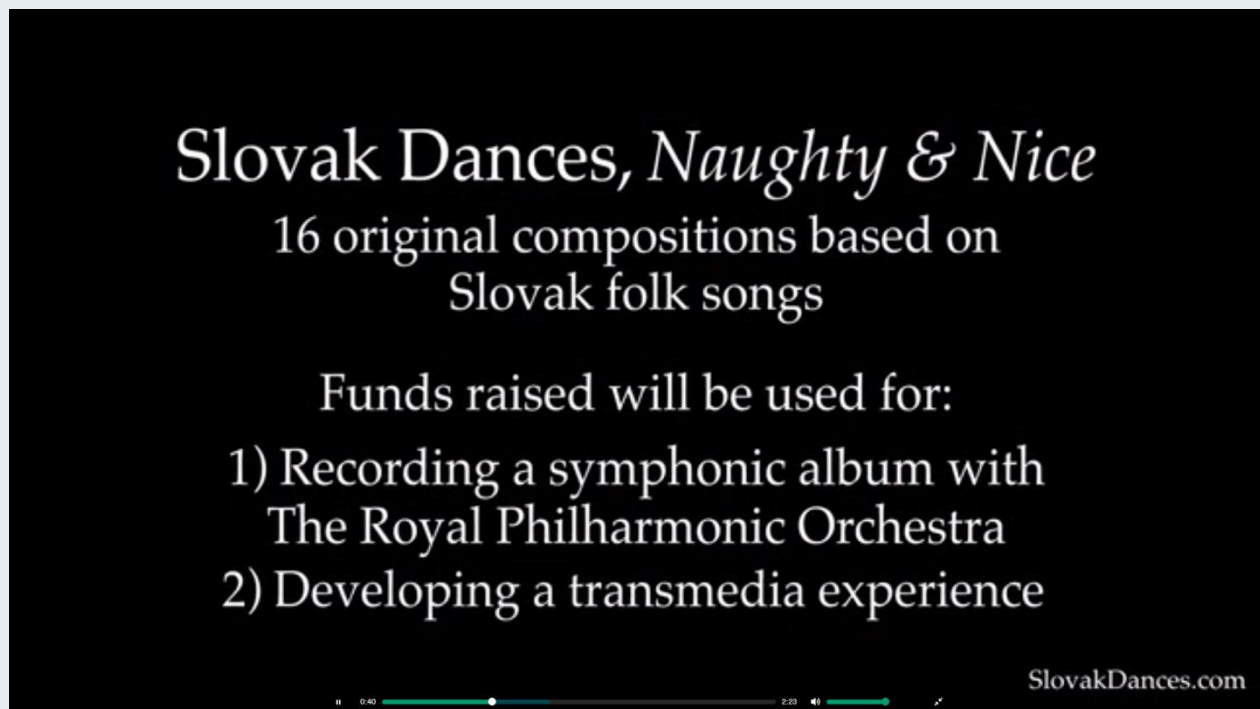 Slovak Dances, Naughty & Nice
16 original compositions based on
Slovak folk songs
Funds raised will be used for:
1) Recording a symphonic album with
The Royal Philharmonic Orchestra
2) Developing a transmedia experience
SlovakDances.com
0:40 2:23